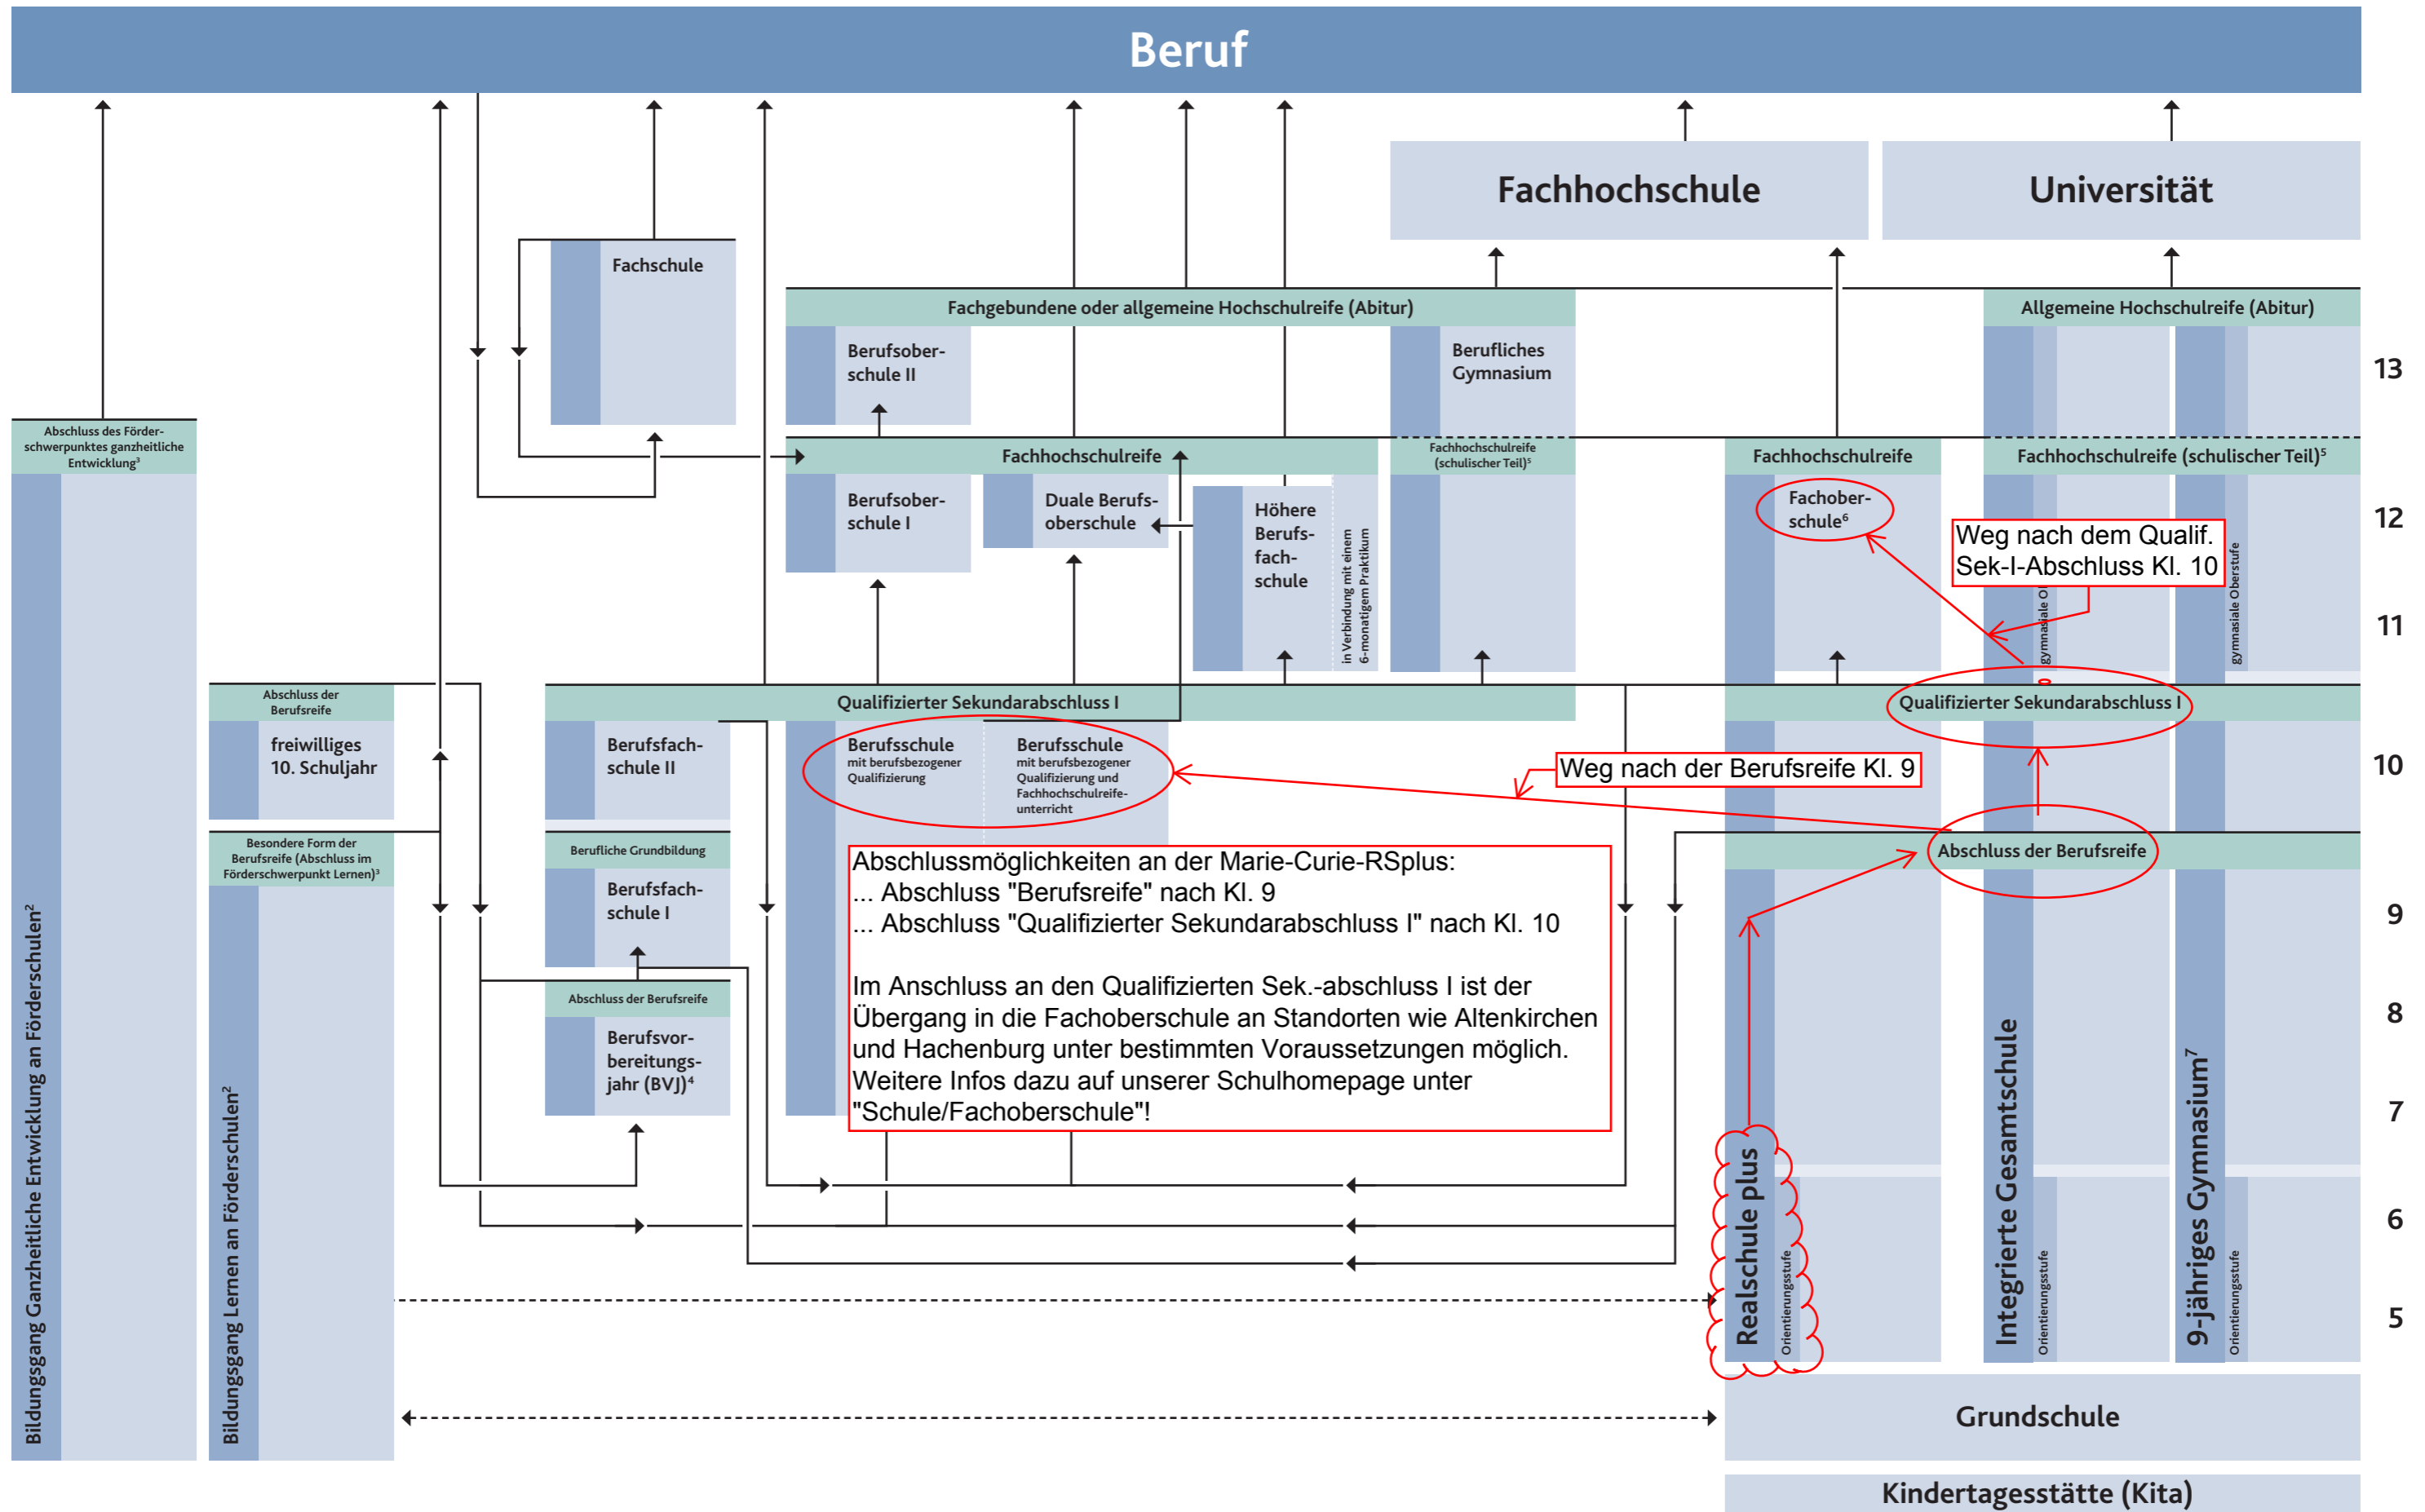 Beruf
Fachhochschule
Universität
Fachschule
Fachgebundene oder allgemeine Hochschulreife (Abitur)
Allgemeine Hochschulreife (Abitur)
Berufsober-
schule II
Berufliches
Gymnasium
13
Abschluss des Förder-
schwerpunktes ganzheitliche
Entwicklung³
Fachhochschulreife
Fachhochschulreife
(schulischer Teil)⁵
Fachhochschulreife
Fachhochschulreife (schulischer Teil)⁵
Berufsober-
schule I
Duale Berufs-
oberschule
Höhere
Berufs-
fach-
schule
in Verbindung mit einem
6-monatigem Praktikum
Fachober-
schule⁶
12
Weg nach dem Qualif.
Sek-I-Abschluss Kl. 10
gymnasiale Ob
gymnasiale Oberstufe
11
Abschluss der
Berufsreife
Qualifizierter Sekundarabschluss I
Qualifizierter Sekundarabschluss I
freiwilliges
10. Schuljahr
Berufsfach-
schule II
Berufsschule
mit berufsbezogener
Qualifizierung
Berufsschule
mit berufsbezogener
Qualifizierung und
Fachhochschulreife-
unterricht
Weg nach der Berufsreife Kl. 9
10
Besondere Form der
Berufsreife (Abschluss im
Förderschwerpunkt Lernen)³
Berufliche Grundbildung
Abschluss der Berufsreife
Berufsfach-
schule I
Abschlussmöglichkeiten an der Marie-Curie-RSplus:
... Abschluss "Berufsreife" nach Kl. 9
... Abschluss "Qualifizierter Sekundarabschluss I" nach Kl. 10
Im Anschluss an den Qualifizierten Sek.-abschluss I ist der
Übergang in die Fachoberschule an Standorten wie Altenkirchen
und Hachenburg unter bestimmten Voraussetzungen möglich.
Weitere Infos dazu auf unserer Schulhomepage unter
"Schule/Fachoberschule"!
9
Abschluss der Berufsreife
Berufsvor-
bereitungs-
jahr (BVJ)⁴
8
7
Bildungsgang Ganzheitliche Entwicklung an Förderschulen²
Bildungsgang Lernen an Förderschulen²
Realschule plus
Orientierungsstufe
Integrierte Gesamtschule
Orientierungsstufe
9-jähriges Gymnasium⁷
Orientierungsstufe
6
5
Grundschule
Kindertagesstätte (Kita)